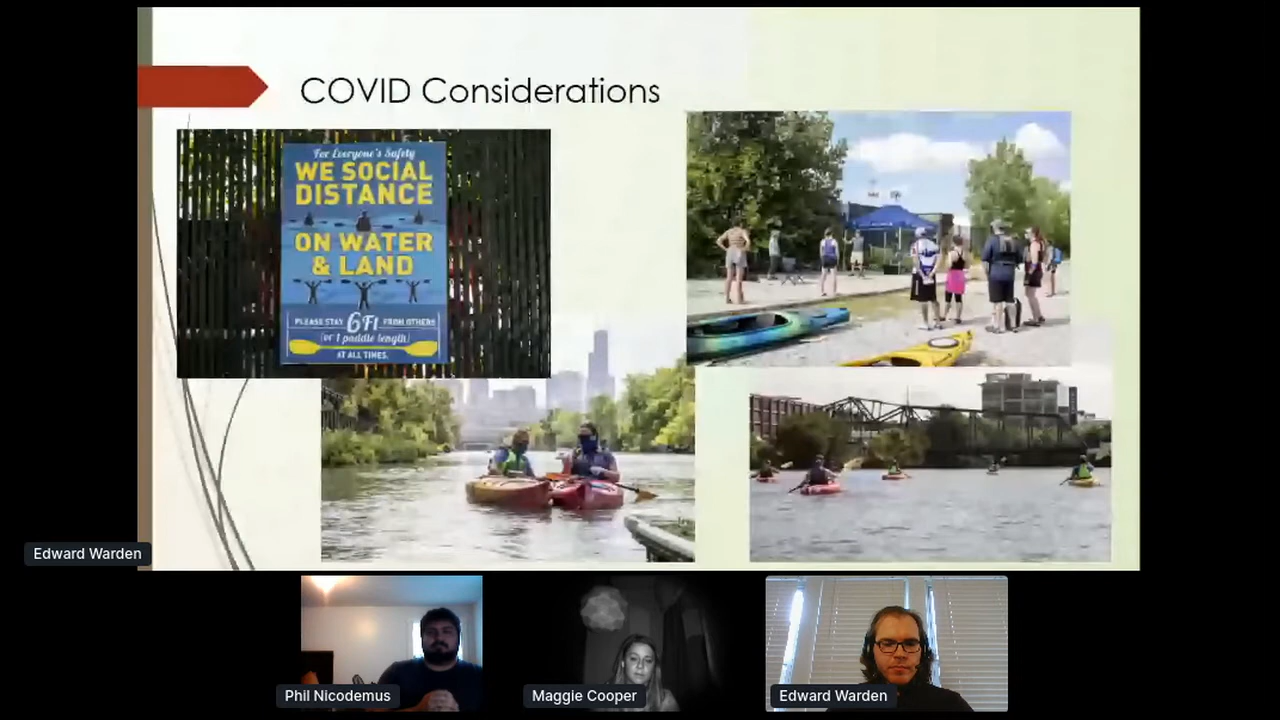 COVID Considerations
For Everyone's Safety
WE SOCIAL
DISTANCE
ON WATER
& LAND
PLEASE STAY 6Ft FROM OTHERS
(or 1 paddle length)
AT ALL TIMES.
Edward Warden
Phil Nicodemus
Maggie Cooper
Edward Warden